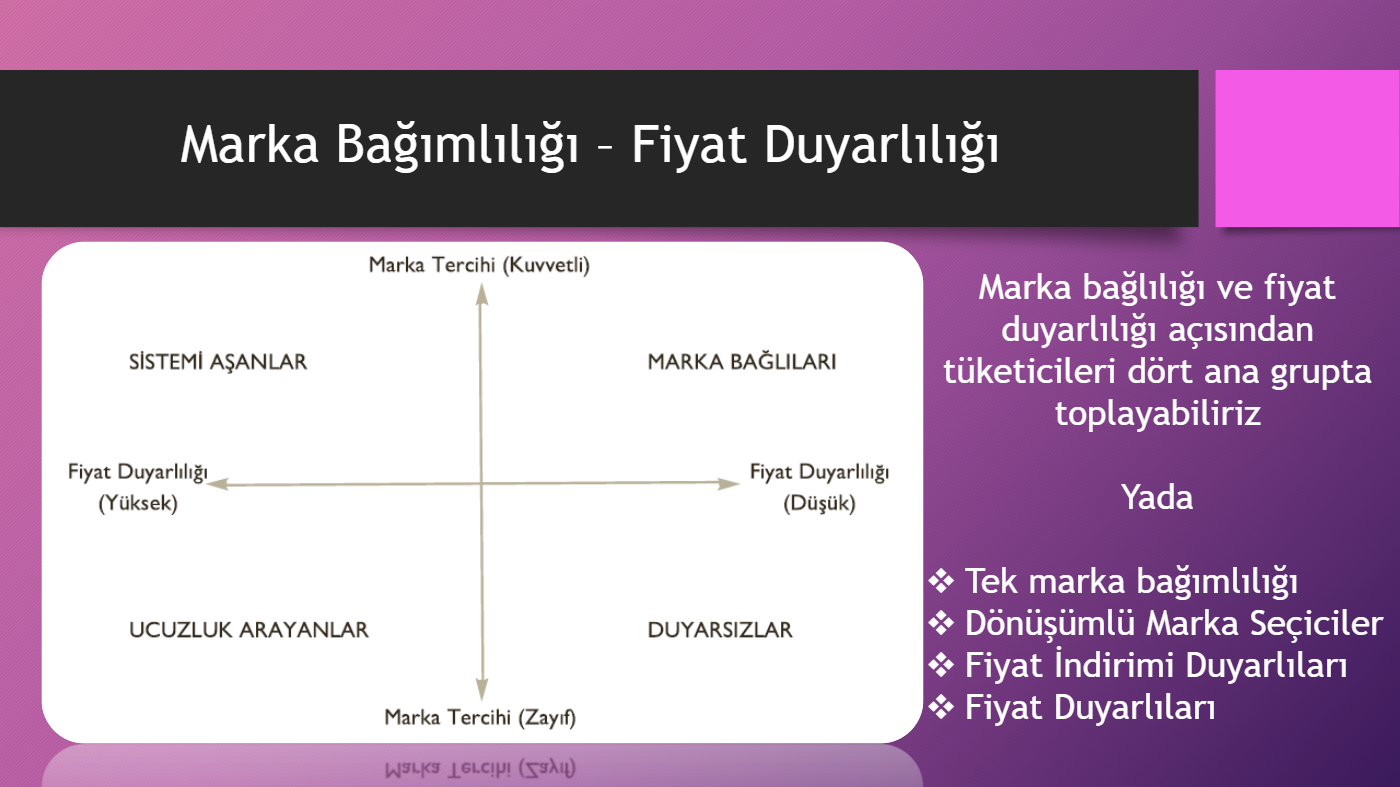 Marka Bağımlılığı – Fiyat Duyarlılığı
Marka Tercihi (Kuvvetli)
SİSTEMİ AŞANLAR
MARKA BAĞLILARI
Fiyat Duyarlılığı
(Yüksek)
Fiyat Duyarlılığı
(Düşük)
UCUZLUK ARAYANLAR
DUYARSIZLAR
Marka Tercihi (Zayıf)
Marka bağlılığı ve fiyat
duyarlılığı açısından
tüketicileri dört ana grupta
toplayabiliriz
Yada
❖ Tek marka bağımlılığı
❖ Dönüşümlü Marka Seçiciler
❖ Fiyat İndirimi Duyarlıları
❖ Fiyat Duyarlıları